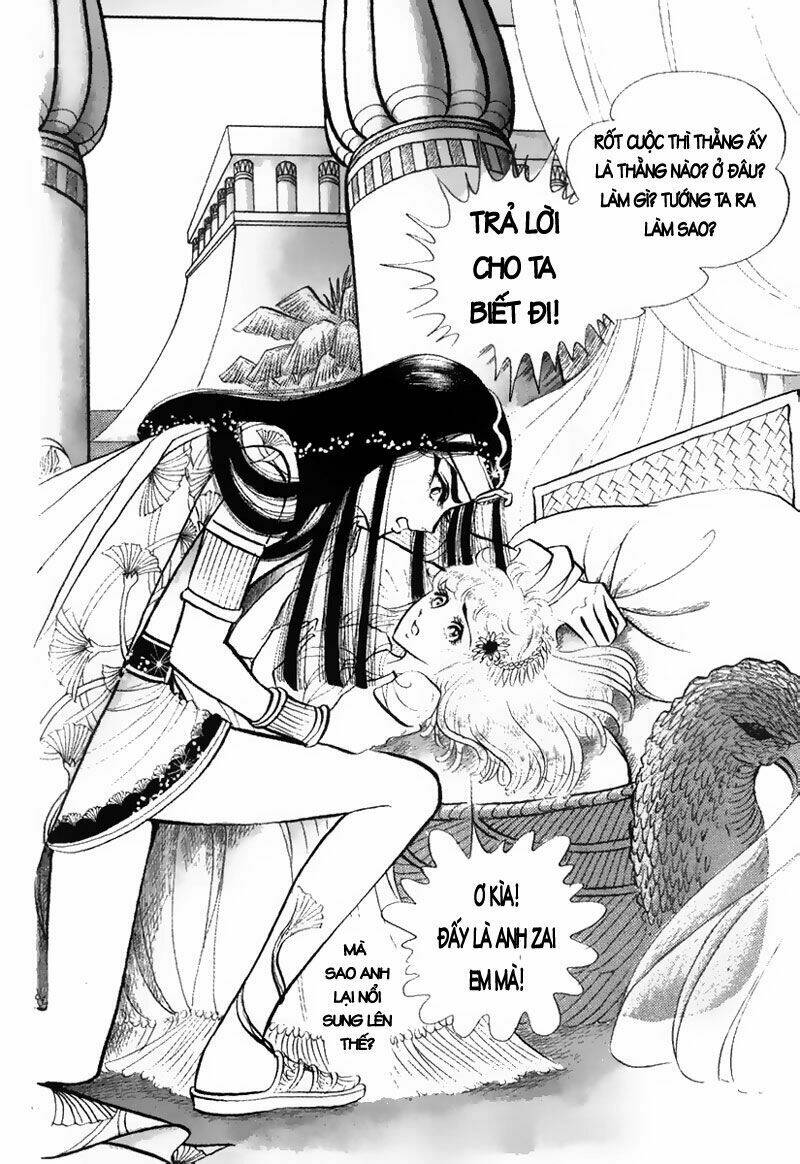 RỐT CUỘC THÌ THẰNG ẤY
LÀ THẰNG NÀO? Ở ĐÂU?
LÀM GÌ? TƯỚNG TA RA
LÀM SAO?
TRẢ LỜI
CHO TA
BIẾT ĐI!
Ơ KÌA!
ĐẤY LÀ ANH ZAI
EM MÀ!
MÀ
SAO ANH
LẠI NỔI
SUNG LÊN
THẾ?